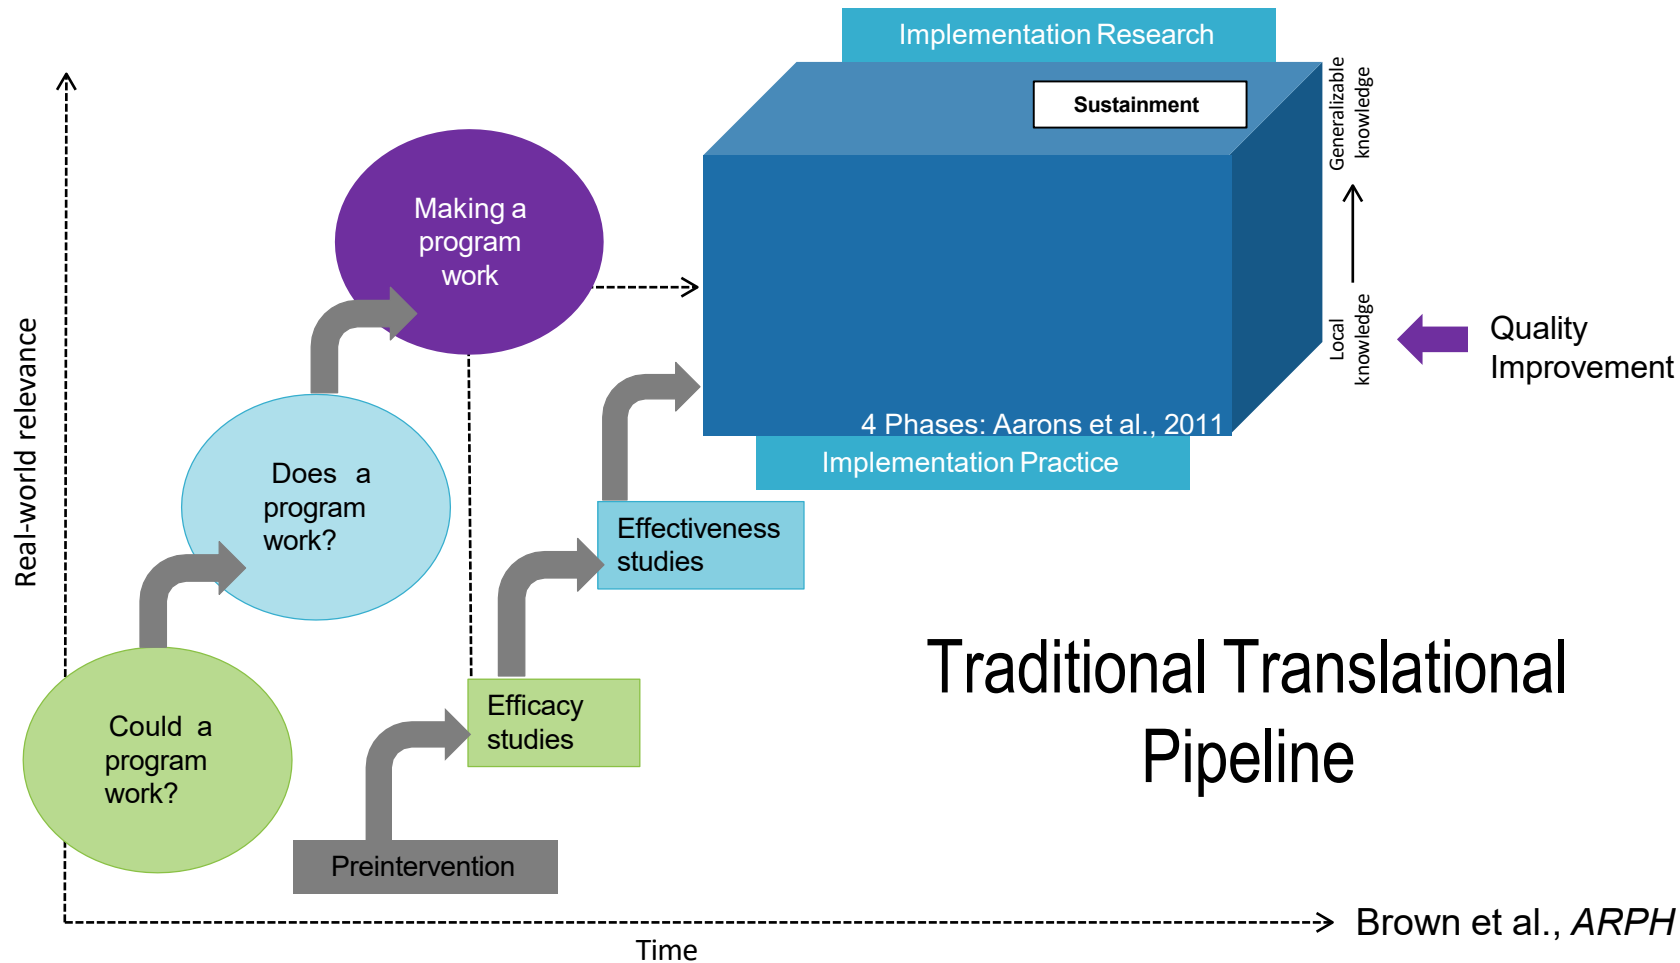 Implementation Research
Sustainment
Generalizable
knowledge
Making a
program
work
Local
knowledge
Quality
Improvement
Real-world relevance
4 Phases: Aarons et al., 2011
Implementation Practice
Does a
program
work?
Effectiveness
studies
Traditional Translational
Pipeline
Efficacy
studies
Could a
program
work?
Preintervention
Time
Brown et al., ARPH